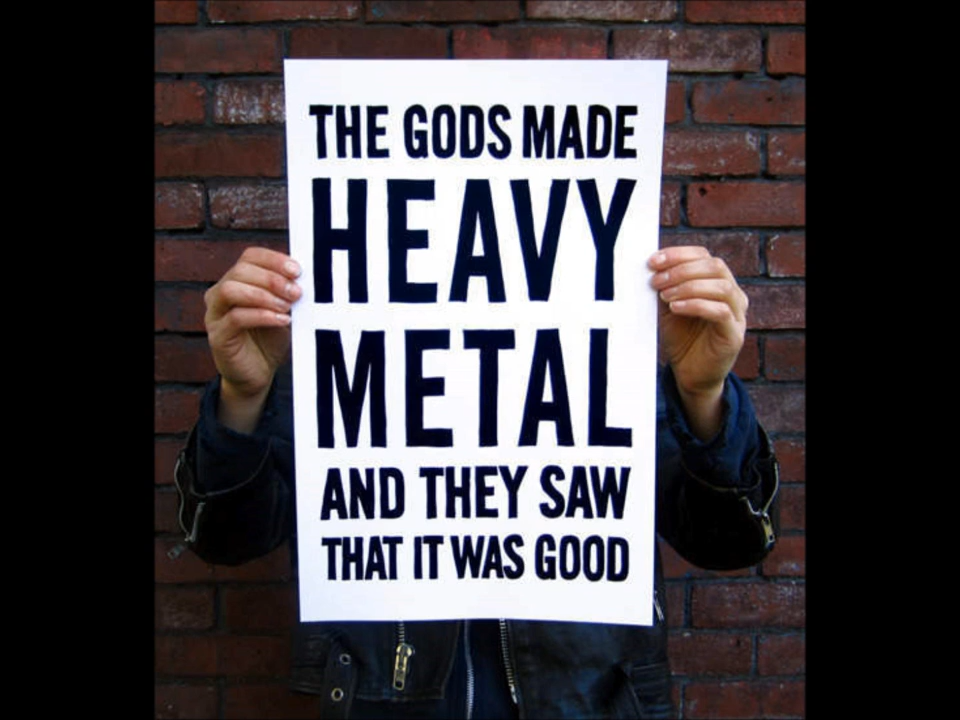 THE GODS MADE
HEAVY
METAL
AND THEY SAW
THAT IT WAS GOOD